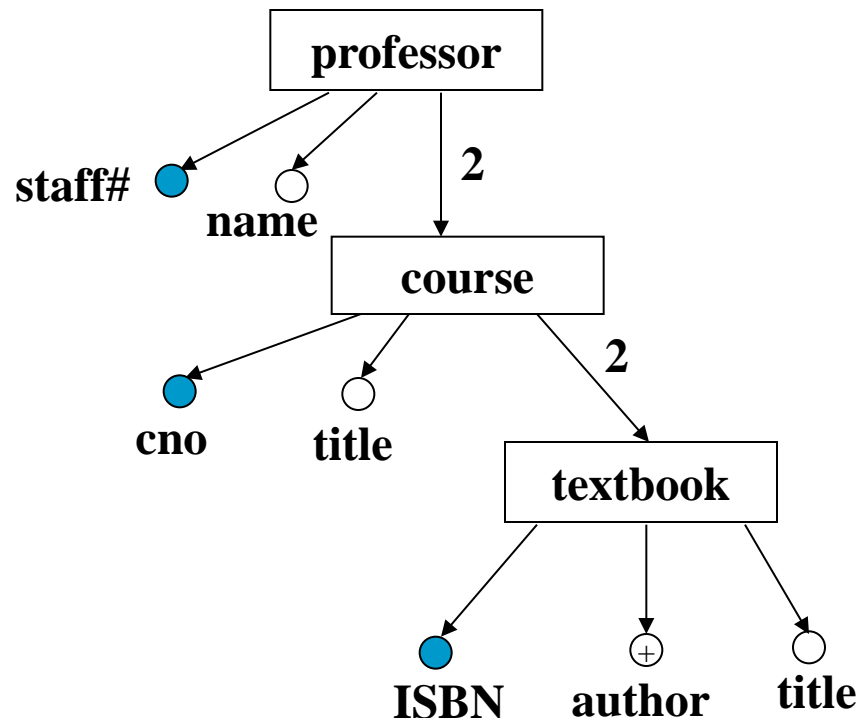 professor
staff#
name
2
course
cno
title
2
textbook
ISBN
+
author
title